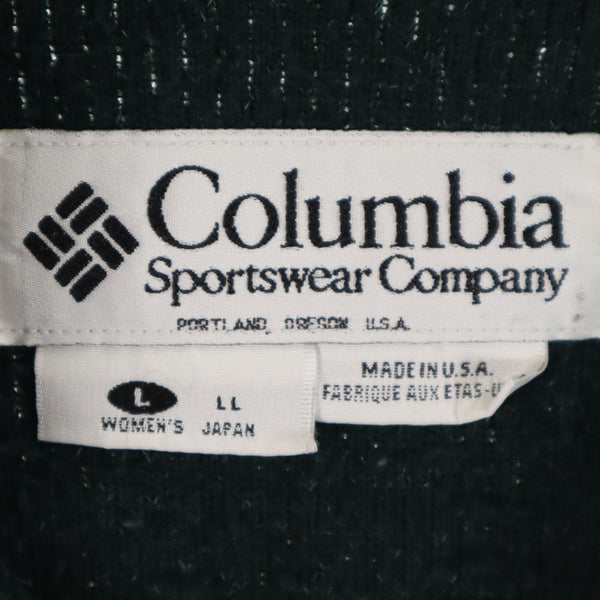 Columbia
Sportswear Company
PORTLAND, OREGON U.S.A.
L LL
WOMEN'S JAPAN
MADE IN U.S.A.
FABRIQUE AUX ETAS-U